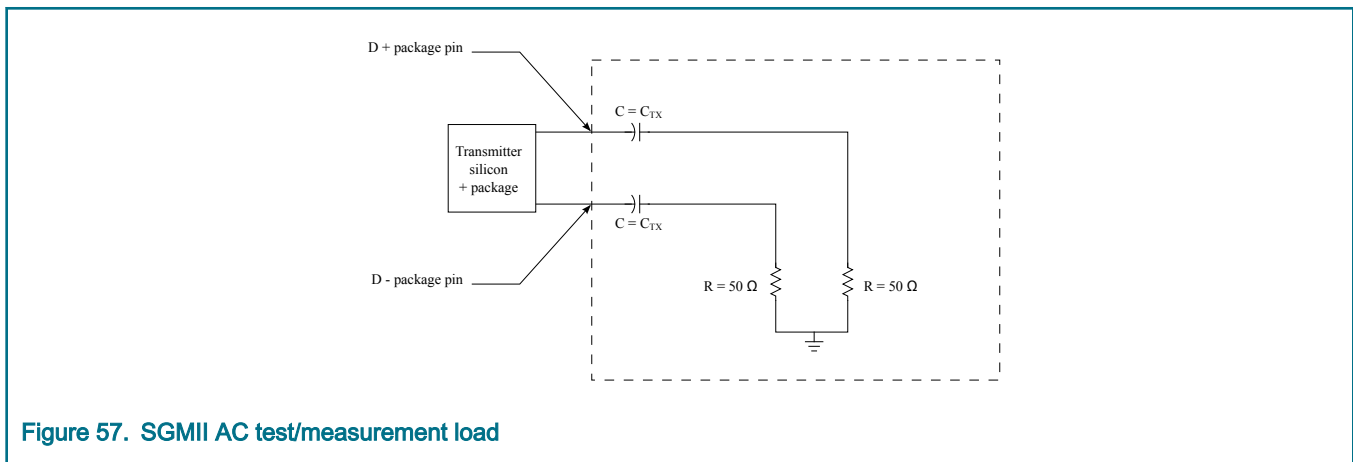 D + package pin
C = CTX
Transmitter
silicon
+ package
C = CTX
D - package pin
R = 50 Ω
R = 50 Ω
Figure 57. SGMII AC test/measurement load